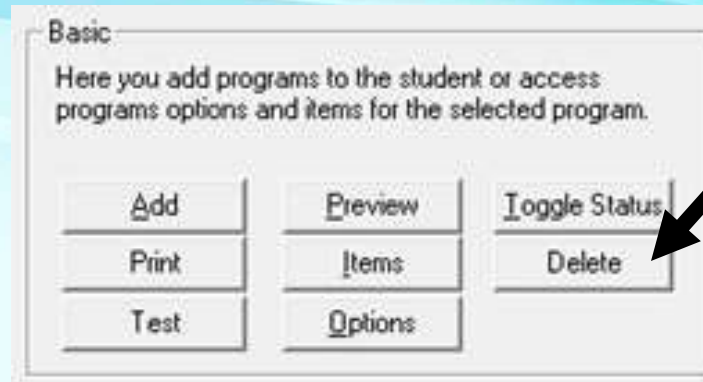 Basic
Here you add programs to the student or access
programs options and items for the selected program.
Add Preview Toggle Status
Print Items Delete
Test Options